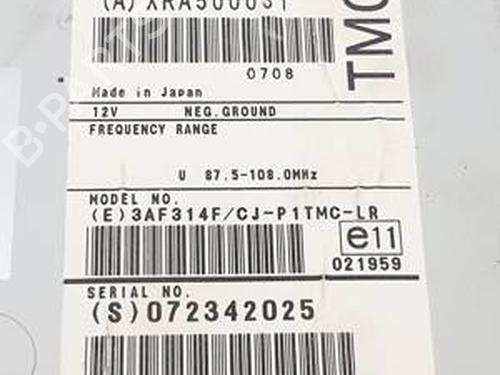 (A) XRA500031
TMC
0708
Made in Japan
12V NEG.GROUND
FREQUENCY RANGE
U 87.5-108.0MHz
MODEL NO.
(E)3AF314F/CJ-P1TMC-LR
e11
021959
SERIAL NO.
(S)072342025
B-PARTS